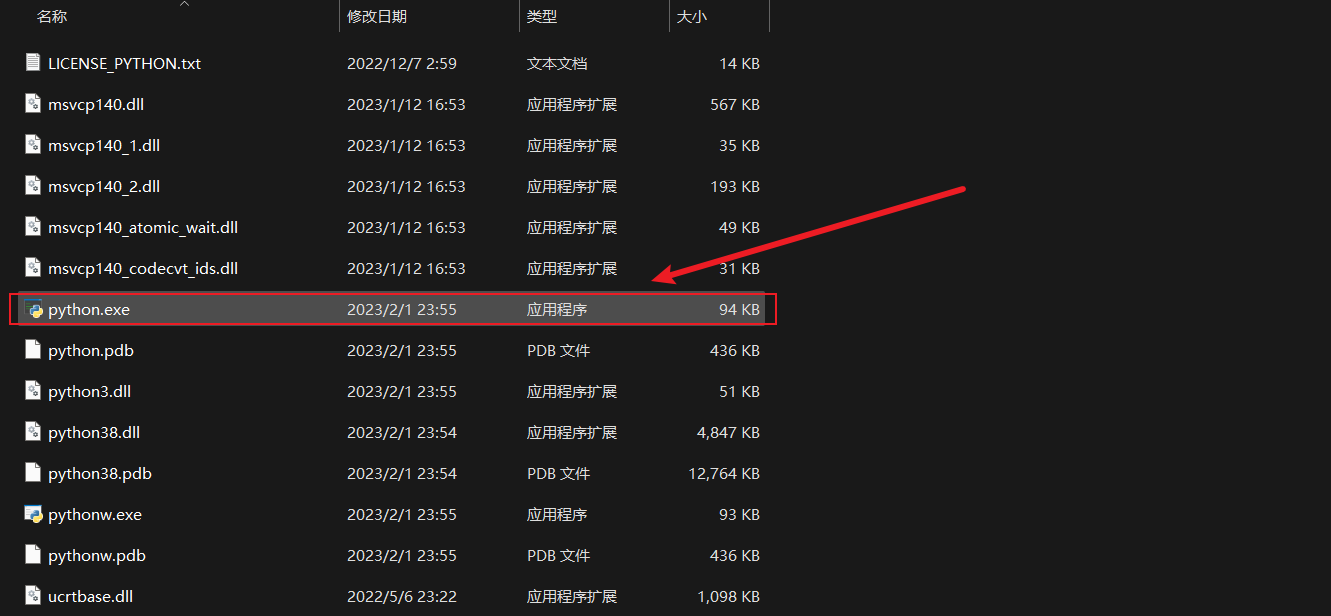 名称 修改日期 类型 大小
LICENSE_PYTHON.txt 2022/12/7 2:59 文本文档 14 KB
msvcp140.dll 2023/1/12 16:53 应用程序扩展 567 KB
msvcp140_1.dll 2023/1/12 16:53 应用程序扩展 35 KB
msvcp140_2.dll 2023/1/12 16:53 应用程序扩展 193 KB
msvcp140_atomic_wait.dll 2023/1/12 16:53 应用程序扩展 49 KB
msvcp140_codecvt_ids.dll 2023/1/12 16:53 应用程序扩展 31 KB
python.exe 2023/2/1 23:55 应用程序 94 KB
python.pdb 2023/2/1 23:55 PDB 文件 436 KB
python3.dll 2023/2/1 23:55 应用程序扩展 51 KB
python38.dll 2023/2/1 23:54 应用程序扩展 4,847 KB
python38.pdb 2023/2/1 23:54 PDB 文件 12,764 KB
pythonw.exe 2023/2/1 23:55 应用程序 93 KB
pythonw.pdb 2023/2/1 23:55 PDB 文件 436 KB
ucrtbase.dll 2022/5/6 23:22 应用程序扩展 1,098 KB